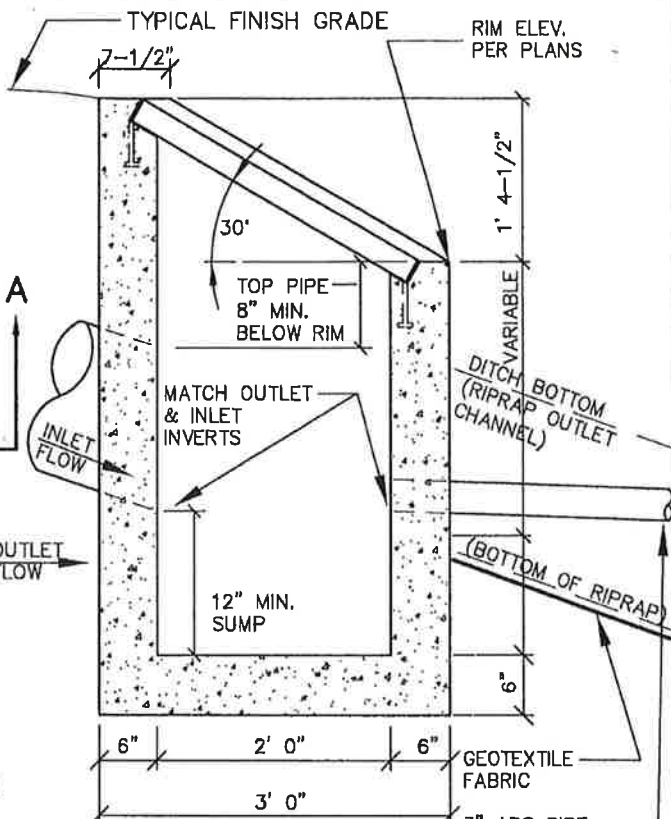 TYPICAL FINISH GRADE
RIM ELEV.
PER PLANS
7-1/2"
1' 4-1/2"
30'
A
TOP PIPE
8" MIN.
BELOW RIM
VARIABLE
DITCH BOTTOM
(RIPRAP OUTLET
CHANNEL)
MATCH OUTLET
& INLET
INVERTS
INLET
FLOW
OUTLET
FLOW
(BOTTOM OF RIPRAP)
12" MIN.
SUMP
6"
6"
2' 0"
6"
GEOTEXTILE
FABRIC
3' 0"